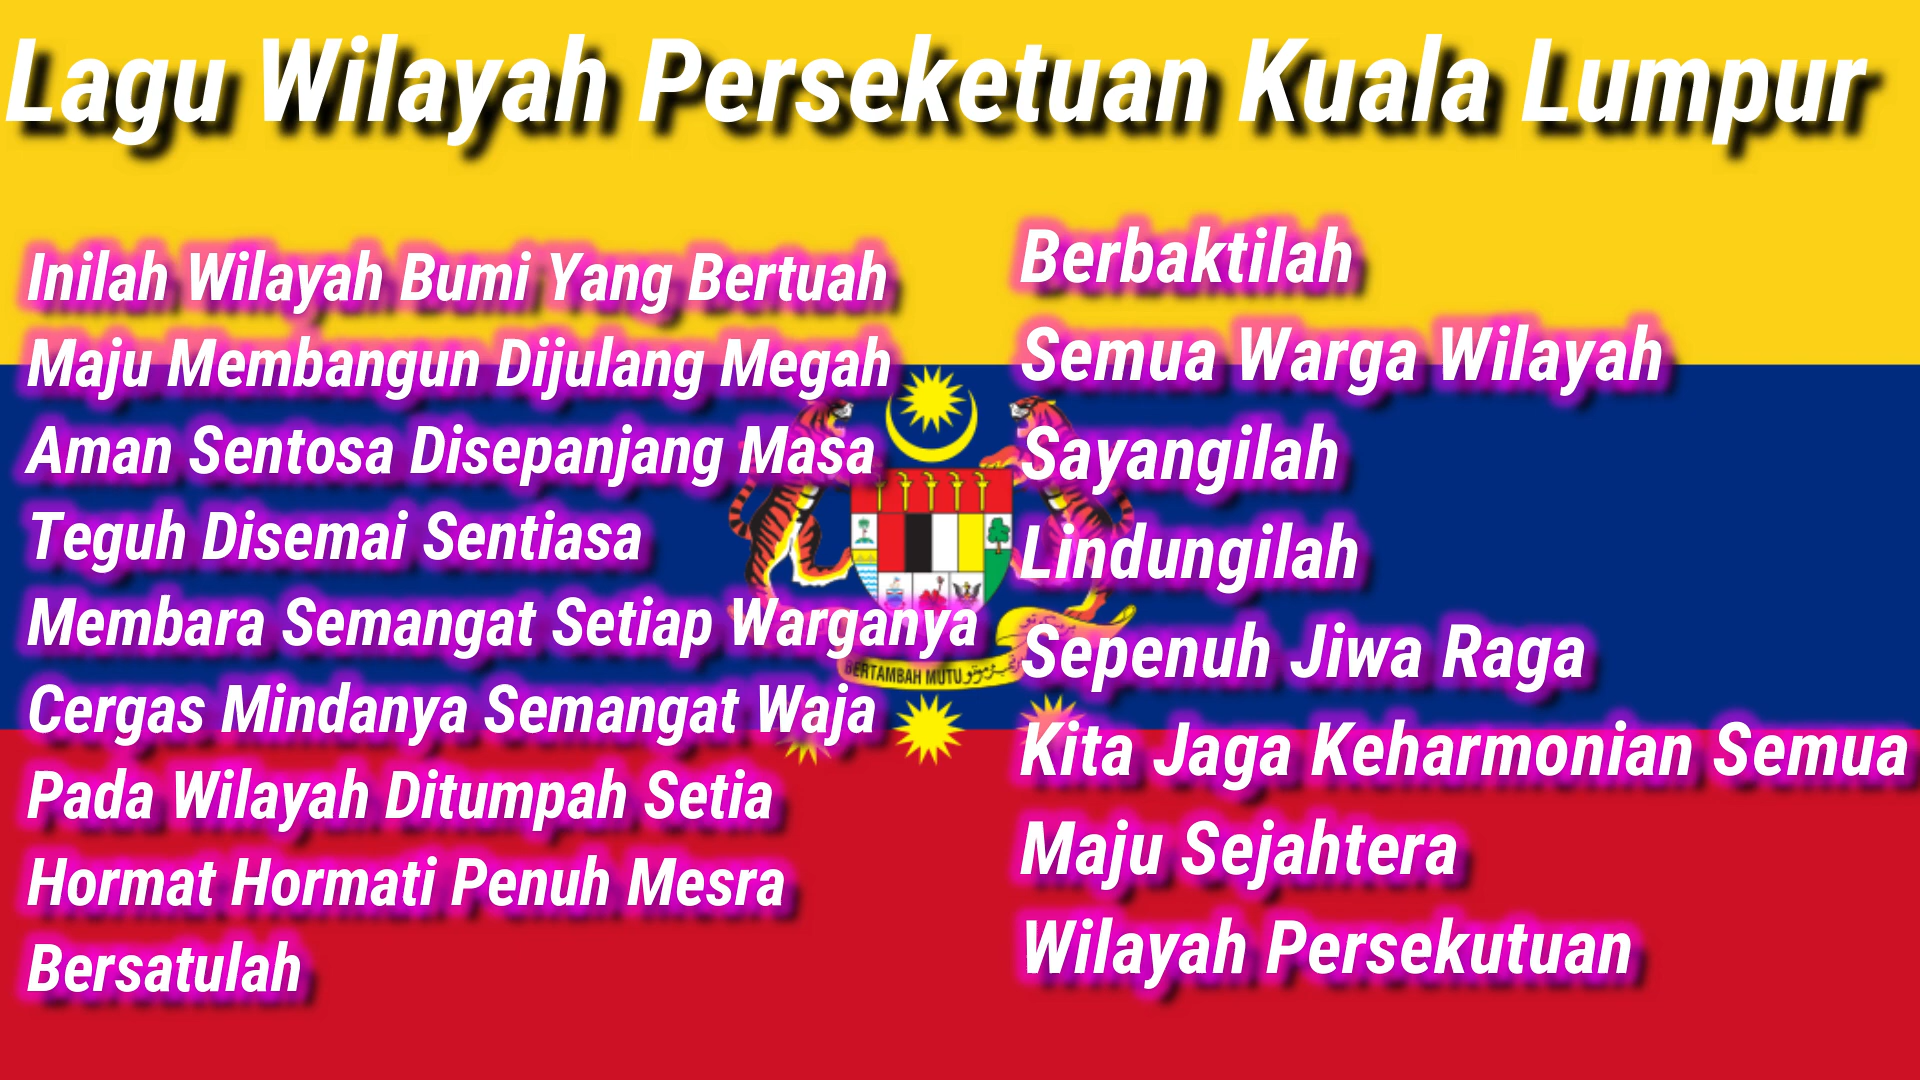 Lagu Wilayah Perseketuan Kuala Lumpur
Inilah Wilayah Bumi Yang Bertuah
Maju Membangun Dijulang Megah
Aman Sentosa Disepanjang Masa
Teguh Disemai Sentiasa
Membara Semangat Setiap Warganya
Cergas Mindanya Semangat Waja
Pada Wilayah Ditumpah Setia
Hormat Hormati Penuh Mesra
Bersatulah
Berbaktilah
Semua Warga Wilayah
Sayangilah
Lindungilah
Sepenuh Jiwa Raga
Kita Jaga Keharmonian Semua
Maju Sejahtera
Wilayah Persekutuan
BERTAMBAH MUTU